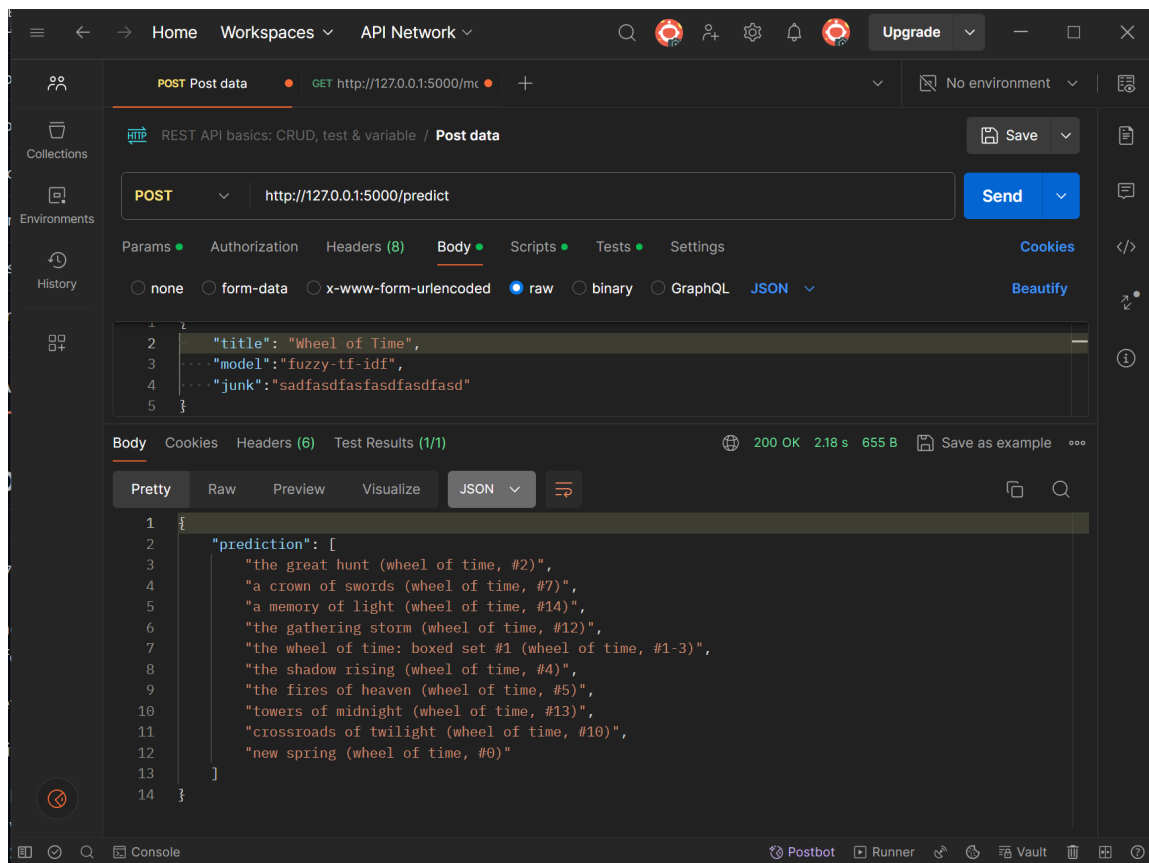 Home Workspaces API Network Upgrade
POST Post data GET http://127.0.0.1:5000/mc No environment
REST API basics: CRUD, test & variable / Post data Save
Collections
POST http://127.0.0.1:5000/predict Send
Environments
Params Authorization Headers (8) Body Scripts Tests Settings Cookies
History
none form-data x-www-form-urlencoded raw binary GraphQL JSON Beautify
1 {
2 "title": "Wheel of Time",
3 "model":"fuzzy-tf-idf",
4 "junk":"sadfasdfasfasdfasdfasd"
5 }
Body Cookies Headers (6) Test Results (1/1) 200 OK 2.18 s 655 B Save as example
Pretty Raw Preview Visualize JSON
1 {
2 "prediction": [
3 "the great hunt (wheel of time, #2)",
4 "a crown of swords (wheel of time, #7)",
5 "a memory of light (wheel of time, #14)",
6 "the gathering storm (wheel of time, #12)",
7 "the wheel of time: boxed set #1 (wheel of time, #1-3)",
8 "the shadow rising (wheel of time, #4)",
9 "the fires of heaven (wheel of time, #5)",
10 "towers of midnight (wheel of time, #13)",
11 "crossroads of twilight (wheel of time, #10)",
12 "new spring (wheel of time, #0)"
13 ]
14 }
Console Postbot Runner Vault